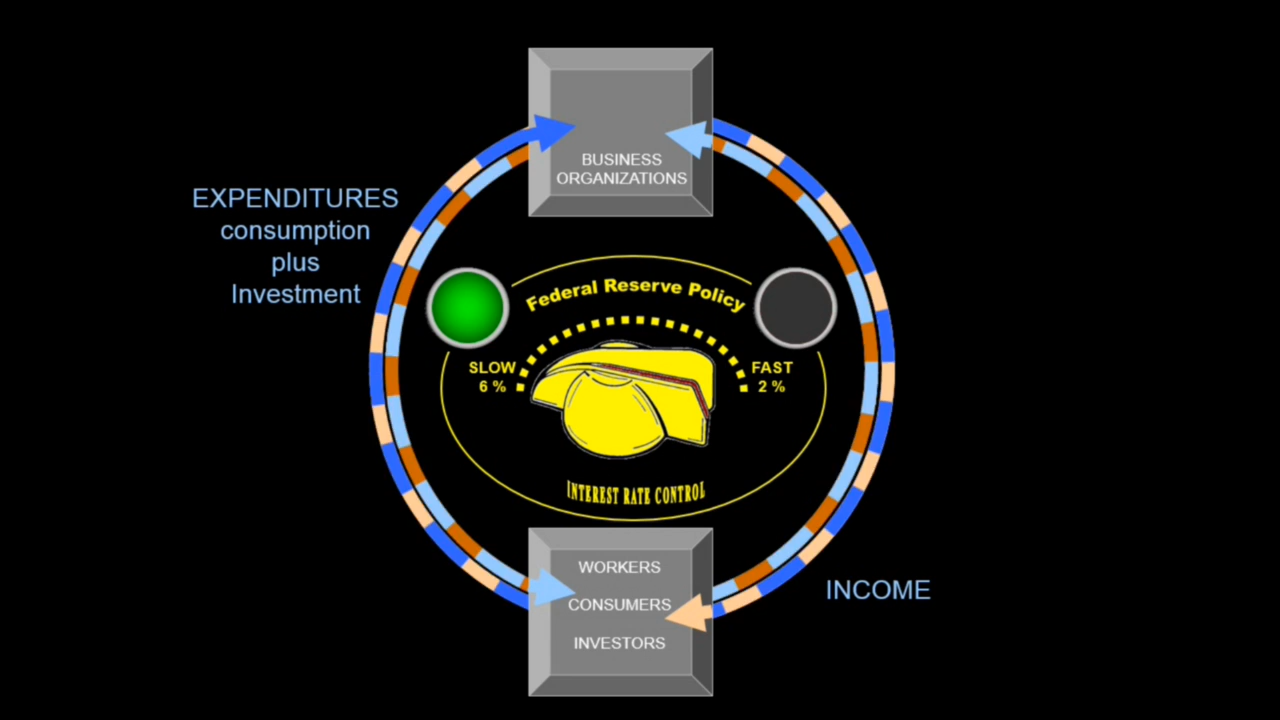 BUSINESS
ORGANIZATIONS
EXPENDITURES
consumption
plus
Investment
Federal Reserve Policy
SLOW
6 %
FAST
2 %
INTEREST RATE CONTROL
WORKERS
CONSUMERS
INVESTORS
INCOME